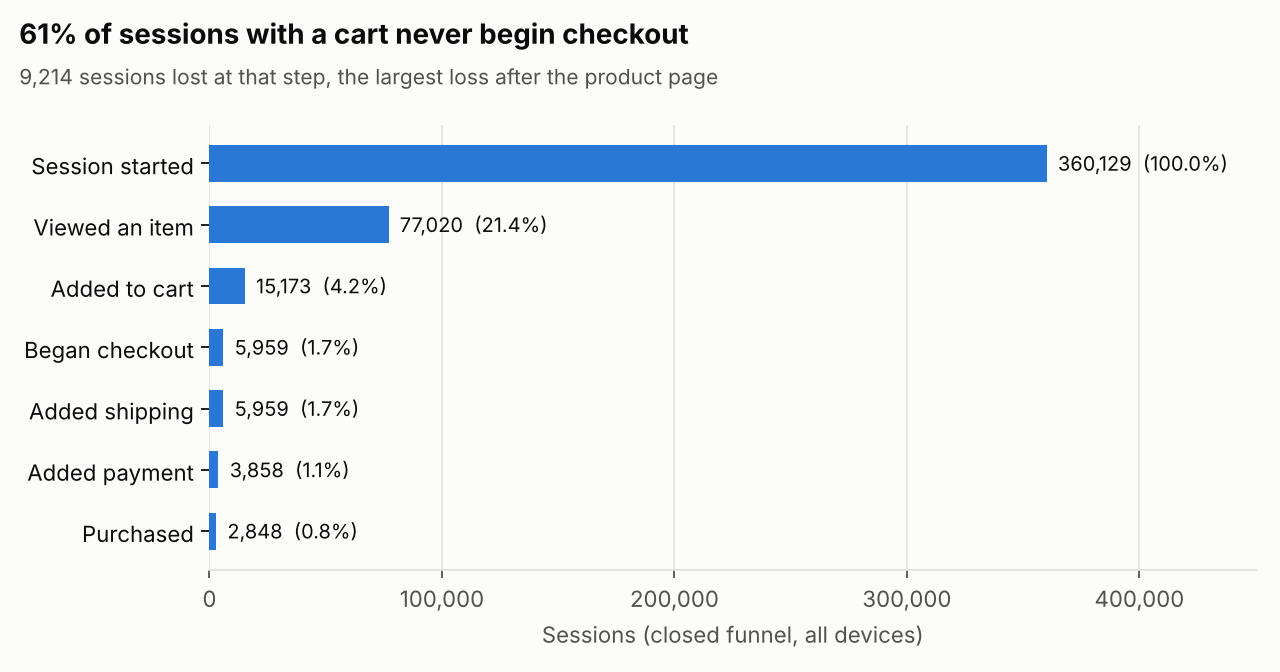 61% of sessions with a cart never begin checkout
9,214 sessions lost at that step, the largest loss after the product page
Session started 360,129 (100.0%)
Viewed an item 77,020 (21.4%)
Added to cart 15,173 (4.2%)
Began checkout 5,959 (1.7%)
Added shipping 5,959 (1.7%)
Added payment 3,858 (1.1%)
Purchased 2,848 (0.8%)
0 100,000 200,000 300,000 400,000
Sessions (closed funnel, all devices)